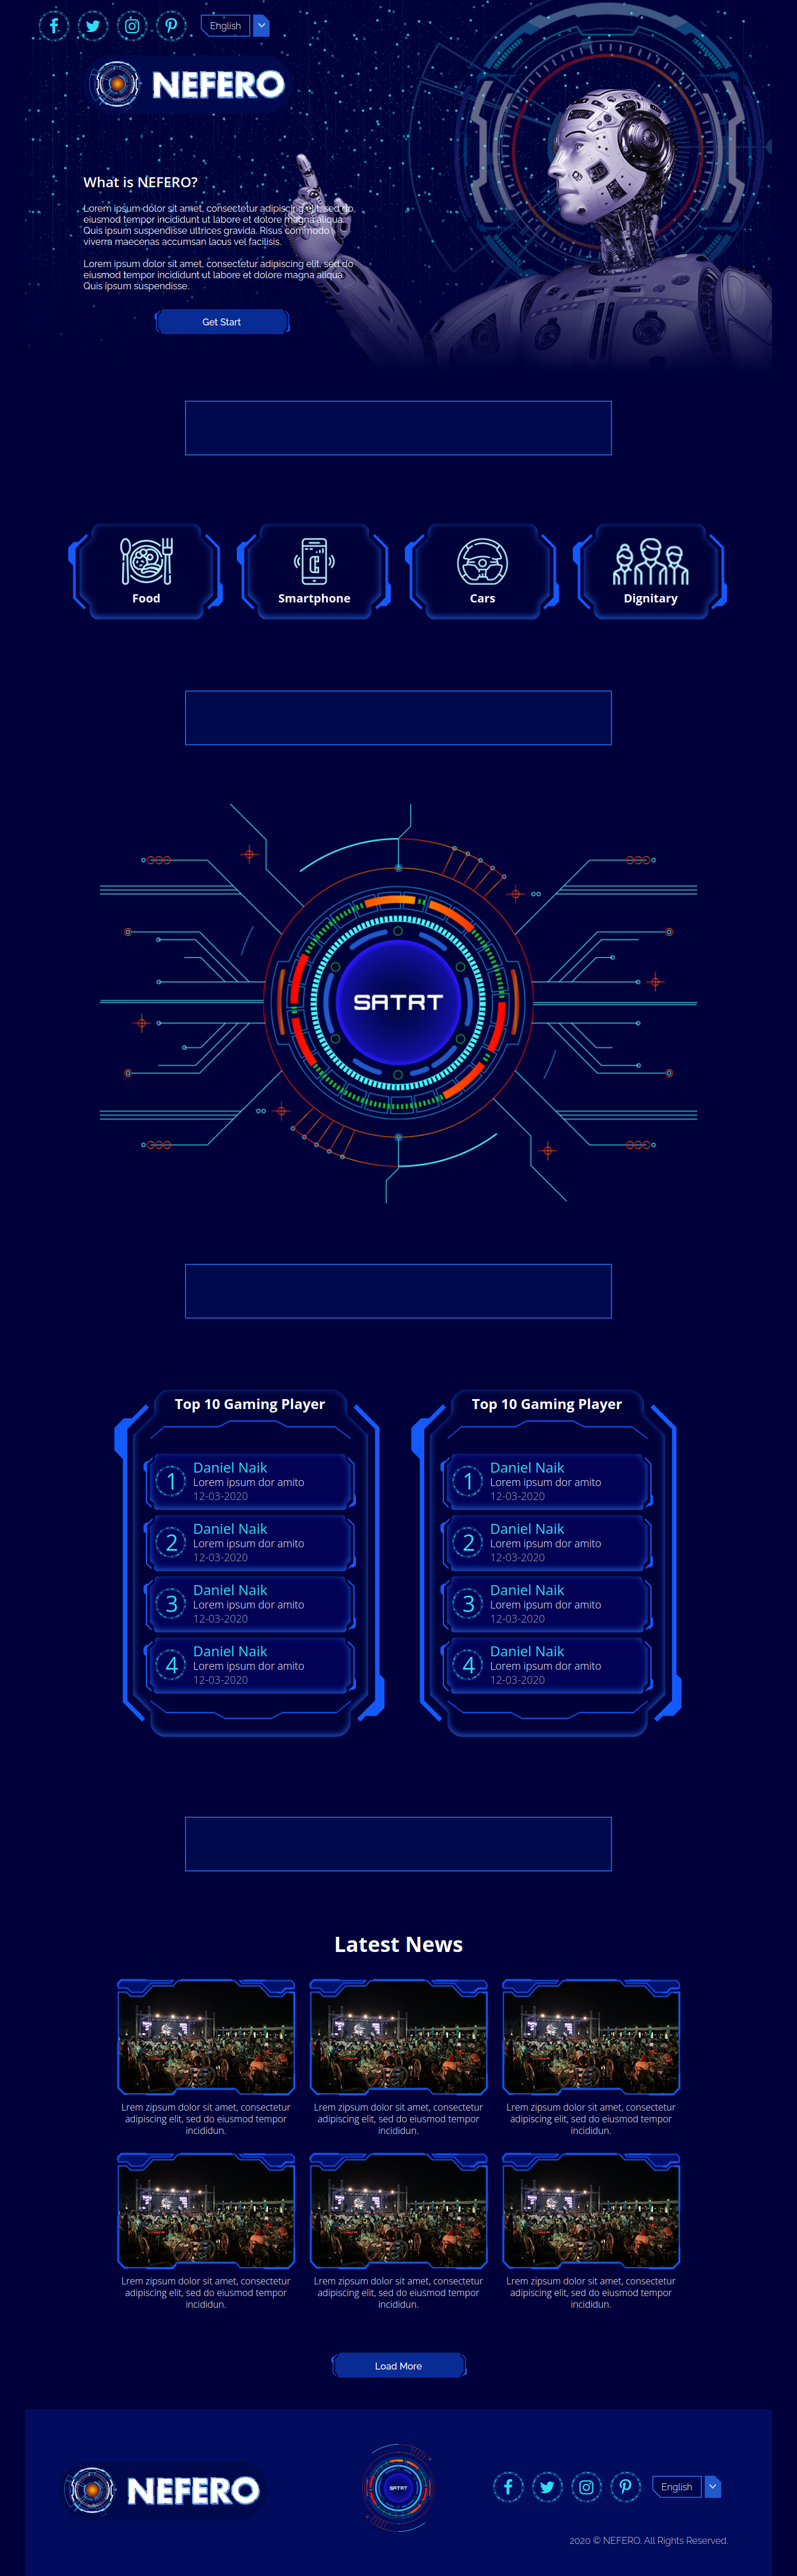 English
NEFERO
What is NEFERO?
Lorem ipsum dolor sit amet, consectetur adipiscing elit, sed do
eiusmod tempor incididunt ut labore et dolore magna aliqua.
Quis ipsum suspendisse ultrices gravida. Risus commodo
viverra maecenas accumsan lacus vel facilisis.
Lorem ipsum dolor sit amet, consectetur adipiscing elit, sed do
eiusmod tempor incididunt ut labore et dolore magna aliqua.
Quis ipsum suspendisse.
Get Start
Food
Smartphone
Cars
Dignitary
SATRT
Top 10 Gaming Player
1
Daniel Naik
Lorem ipsum dor amito
12-03-2020
2
Daniel Naik
Lorem ipsum dor amito
12-03-2020
3
Daniel Naik
Lorem ipsum dor amito
12-03-2020
4
Daniel Naik
Lorem ipsum dor amito
12-03-2020
Top 10 Gaming Player
1
Daniel Naik
Lorem ipsum dor amito
12-03-2020
2
Daniel Naik
Lorem ipsum dor amito
12-03-2020
3
Daniel Naik
Lorem ipsum dor amito
12-03-2020
4
Daniel Naik
Lorem ipsum dor amito
12-03-2020
Latest News
Lrem zipsum dolor sit amet, consectetur
adipiscing elit, sed do eiusmod tempor
incididun.
Lrem zipsum dolor sit amet, consectetur
adipiscing elit, sed do eiusmod tempor
incididun.
Lrem zipsum dolor sit amet, consectetur
adipiscing elit, sed do eiusmod tempor
incididun.
Lrem zipsum dolor sit amet, consectetur
adipiscing elit, sed do eiusmod tempor
incididun.
Lrem zipsum dolor sit amet, consectetur
adipiscing elit, sed do eiusmod tempor
incididun.
Lrem zipsum dolor sit amet, consectetur
adipiscing elit, sed do eiusmod tempor
incididun.
Load More
NEFERO
SATRT
English
2020 © NEFERO. All Rights Reserved.